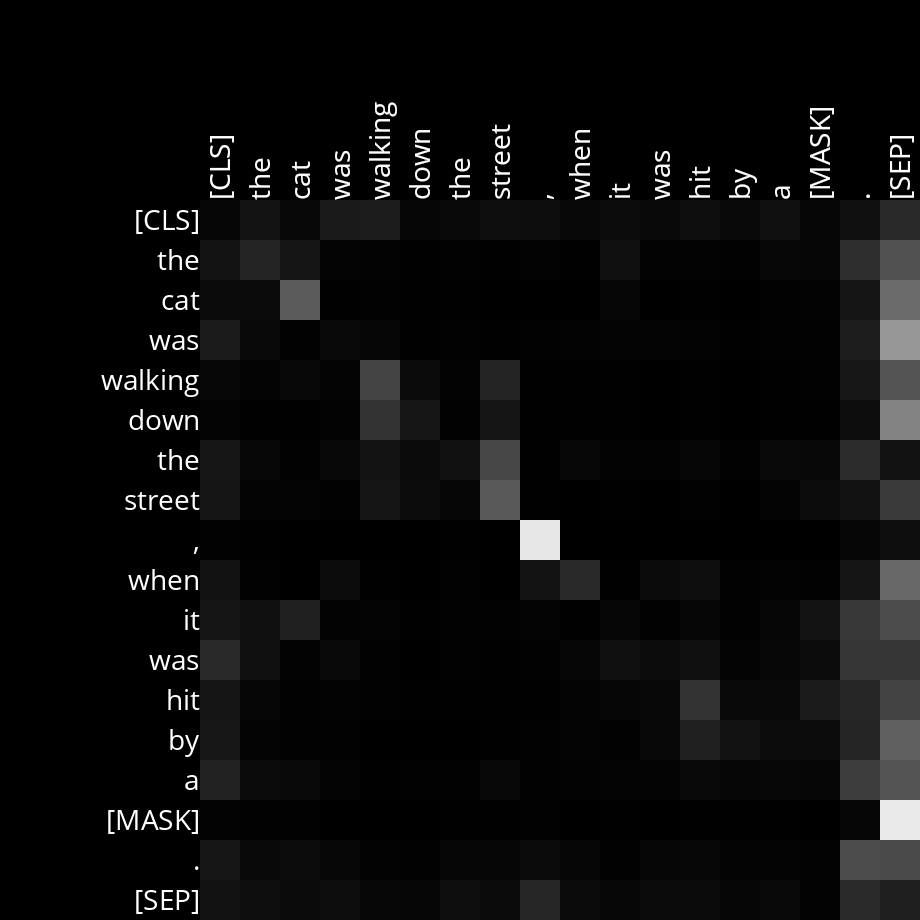 [CLS]
the
cat
was
walking
down
the
street
,
when
it
was
hit
by
a
[MASK]
.
[SEP]
[CLS]
the
cat
was
walking
down
the
street
,
when
it
was
hit
by
a
[MASK]
.
[SEP]